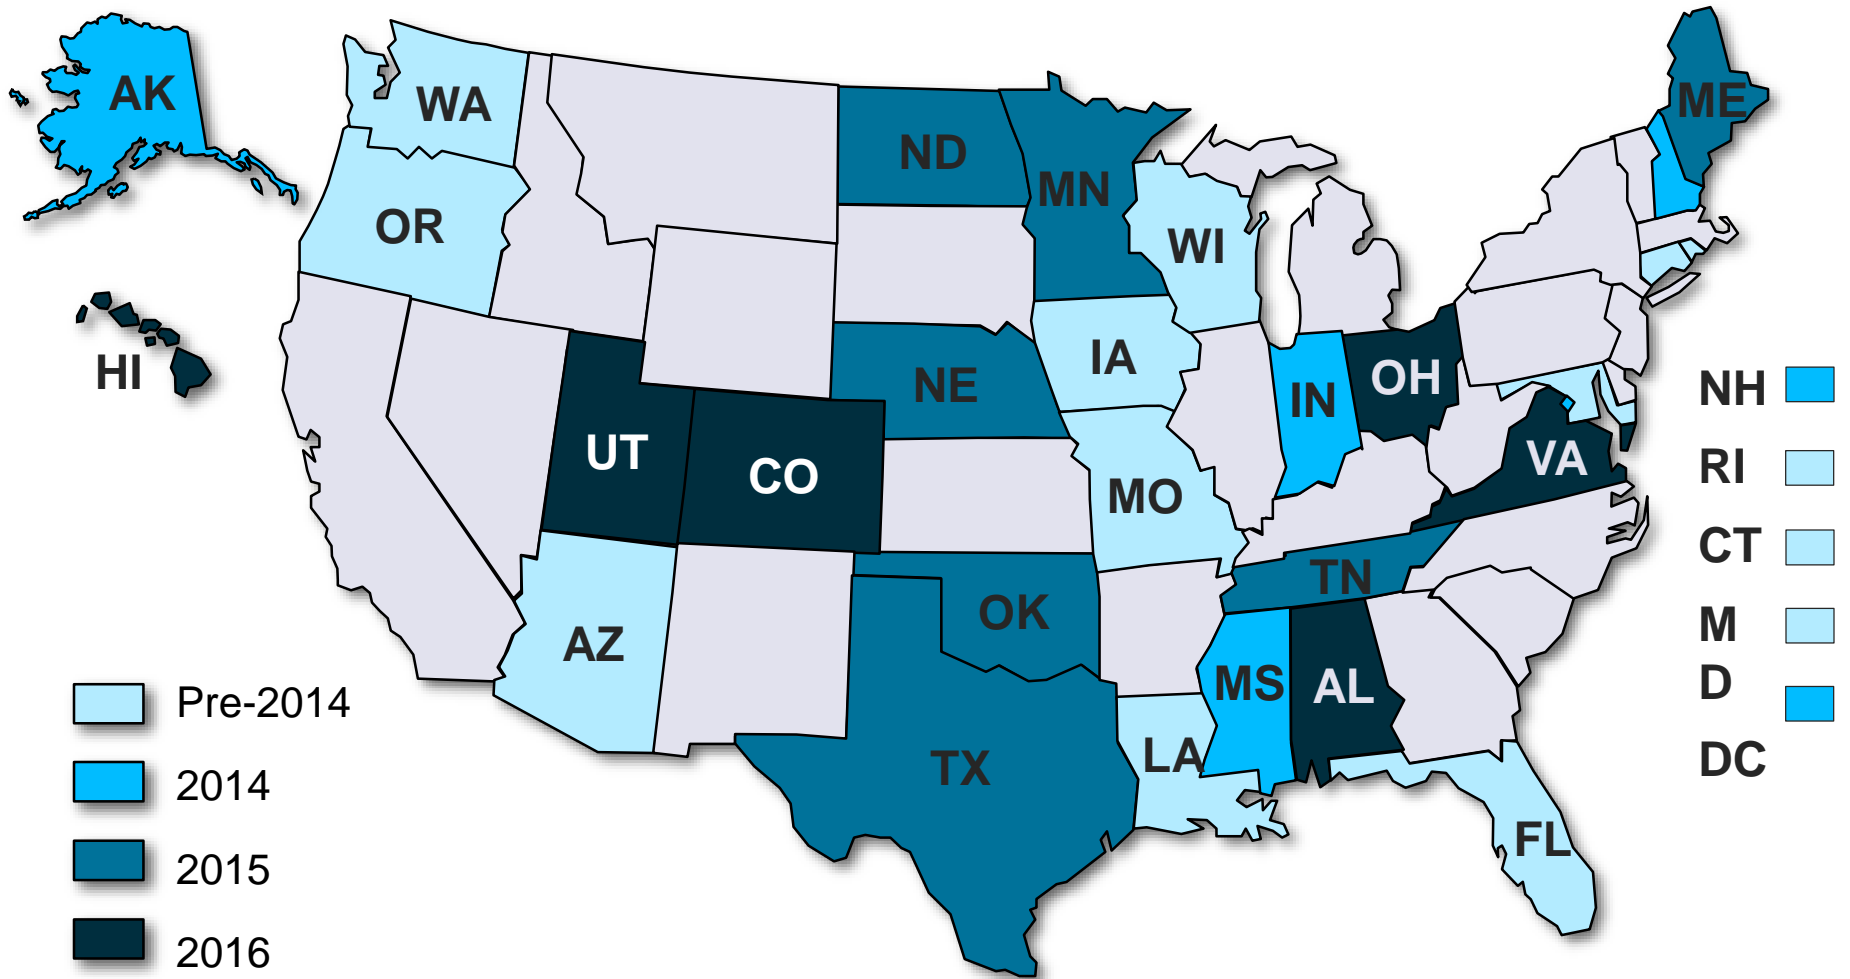 AK
WA
ME
ND
MN
OR
WI
HI
IA
NE
IN
OH
NH
UT
CO
MO
VA
RI
CT
TN
OK
AZ
M
D
MS
AL
Pre-2014
LA
TX
DC
2014
FL
2015
2016